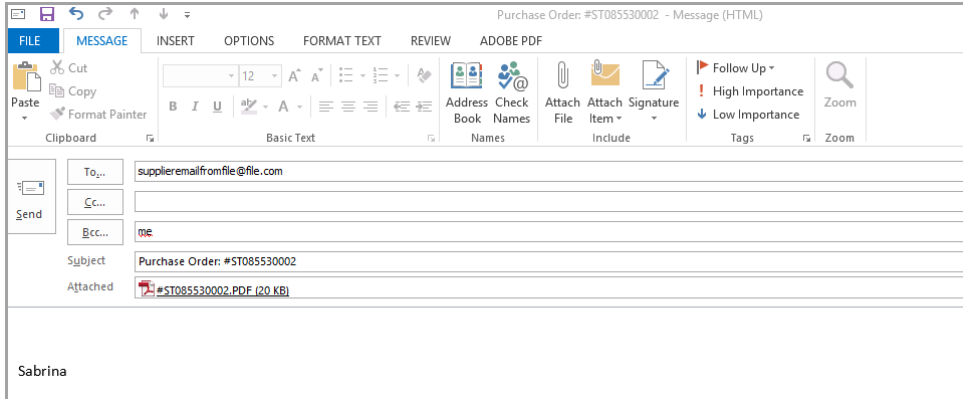 Purchase Order: #ST085530002 - Message (HTML)
FILE MESSAGE INSERT OPTIONS FORMAT TEXT REVIEW ADOBE PDF
Cut
Copy
Format Painter
Paste
Clipboard
12 A A
B I U aby A
Basic Text
Address Book
Check Names
Names
Attach File
Attach Item
Signature
Include
Follow Up
High Importance
Low Importance
Tags
Zoom
Zoom
Send
To... supplieremailfromfile@file.com
Cc...
Bcc... me
Subject Purchase Order: #ST085530002
Attached #ST085530002.PDF (20 KB)
Sabrina